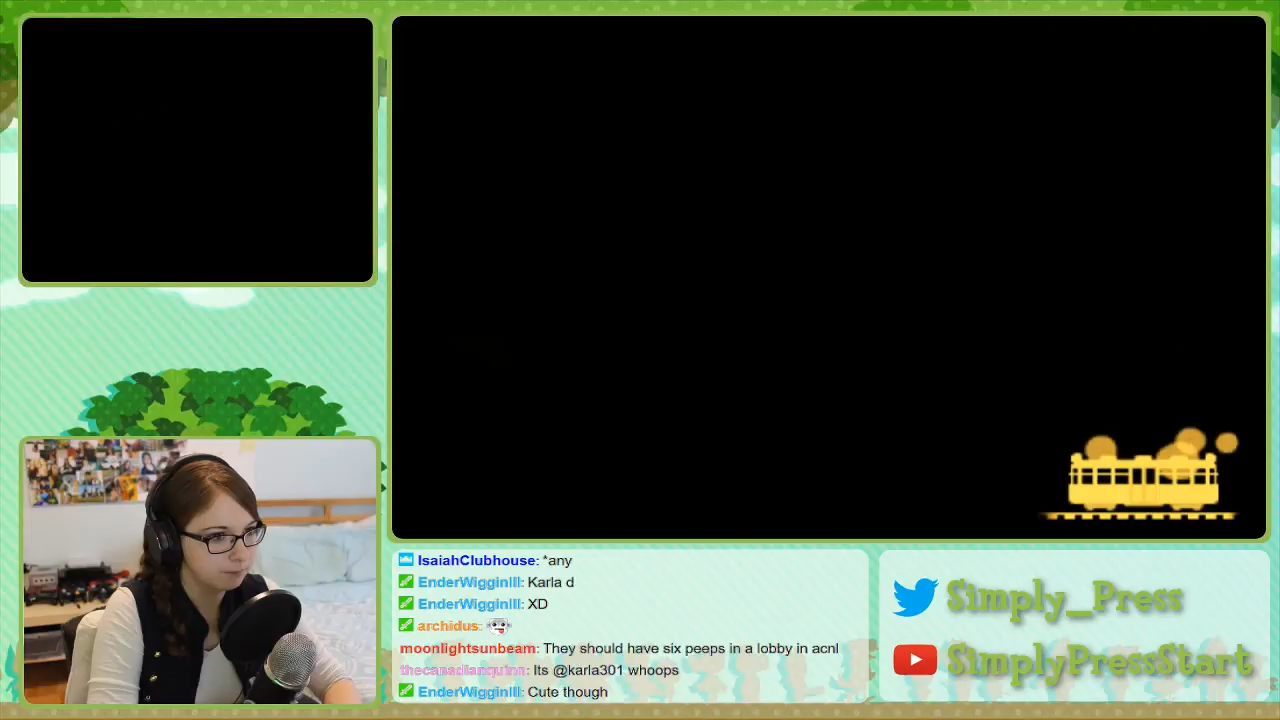 IsaiahClubhouse: *any
EnderWigginIII: Karla d
EnderWigginIII: XD
archidus:
moonlightsunbeam: They should have six peeps in a lobby in acnl
thecanadianquinn: Its @karla301 whoops
EnderWigginIII: Cute though
Simply_Press
SimplyPressStart